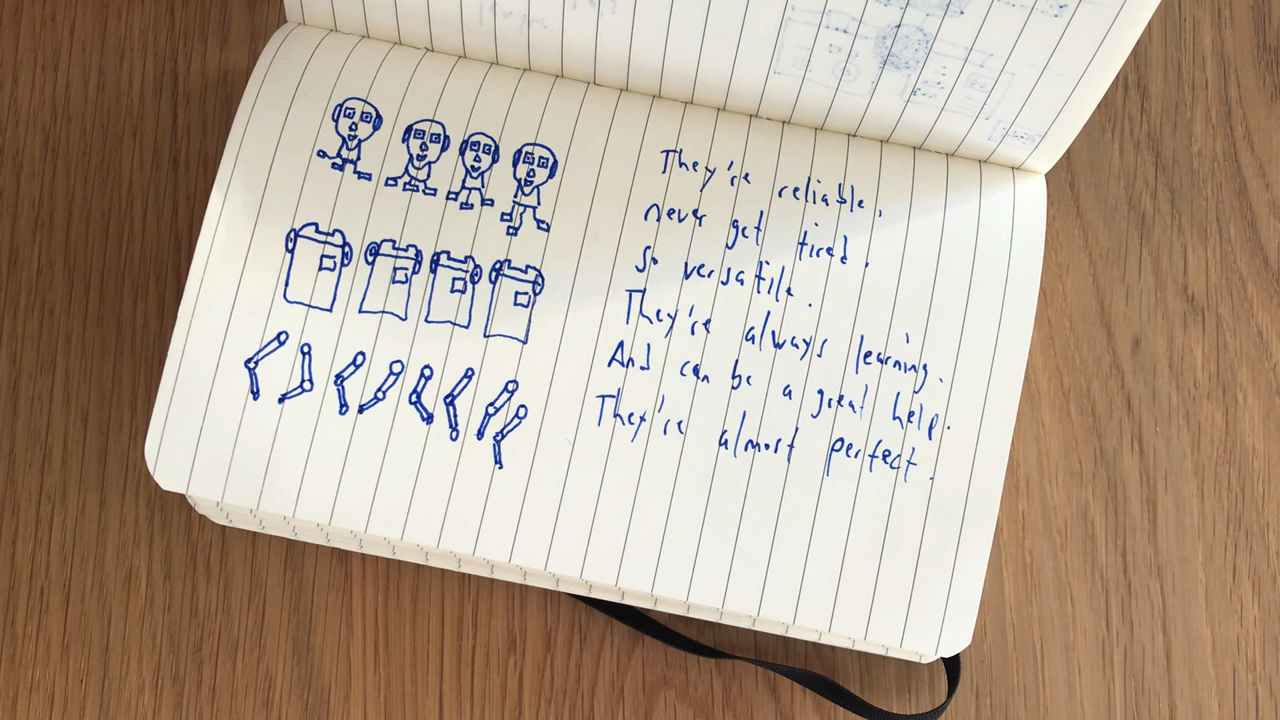 They're reliable,
never get tired.
So versatile.
They're always learning.
And can be a great help.
They're almost perfect.